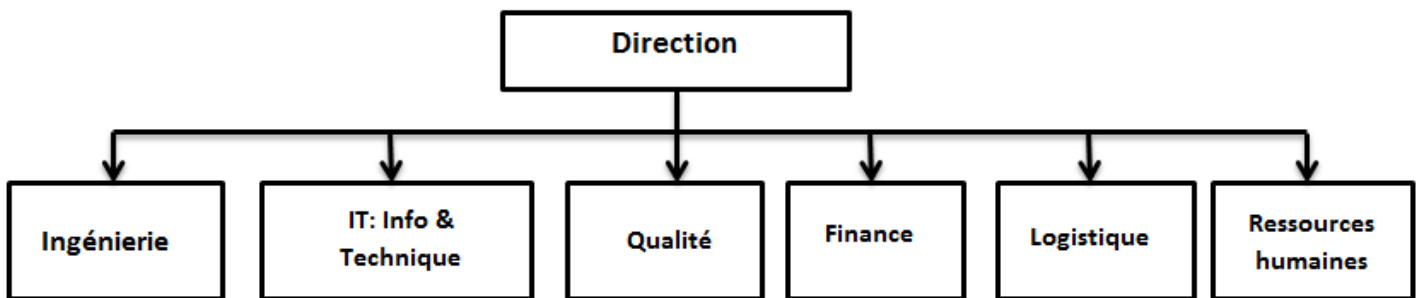 Direction
Ingénierie
IT: Info &
Technique
Qualité
Finance
Logistique
Ressources
humaines